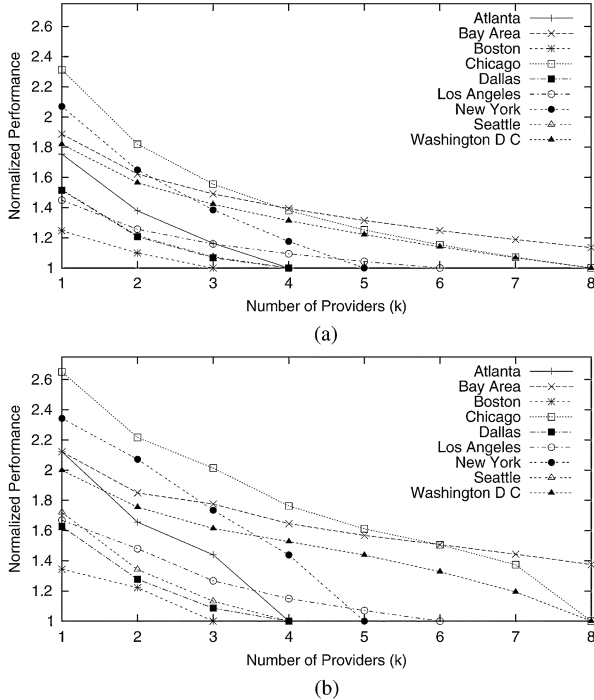 2.6
2.4
2.2
2
1.8
1.6
1.4
1.2
1
Normalized Performance
Atlanta
Bay Area
Boston
Chicago
Dallas
Los Angeles
New York
Seattle
Washington D C
1 2 3 4 5 6 7 8
Number of Providers (k)
(a)
2.6
2.4
2.2
2
1.8
1.6
1.4
1.2
1
Normalized Performance
Atlanta
Bay Area
Boston
Chicago
Dallas
Los Angeles
New York
Seattle
Washington D C
1 2 3 4 5 6 7 8
Number of Providers (k)
(b)